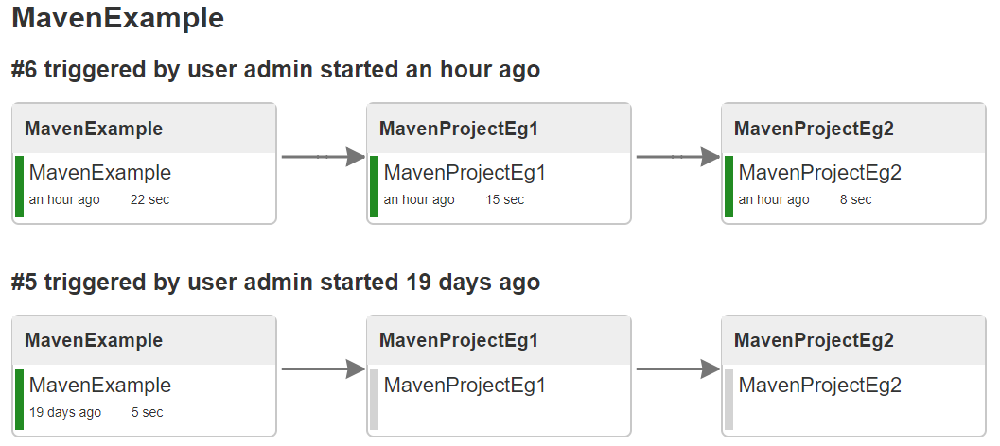 MavenExample
#6 triggered by user admin started an hour ago
MavenExample
MavenProjectEg1
MavenProjectEg2
MavenExample
MavenProjectEg1
MavenProjectEg2
an hour ago 22 sec
an hour ago 15 sec
an hour ago 8 sec
#5 triggered by user admin started 19 days ago
MavenExample
MavenProjectEg1
MavenProjectEg2
MavenExample
MavenProjectEg1
MavenProjectEg2
19 days ago 5 sec